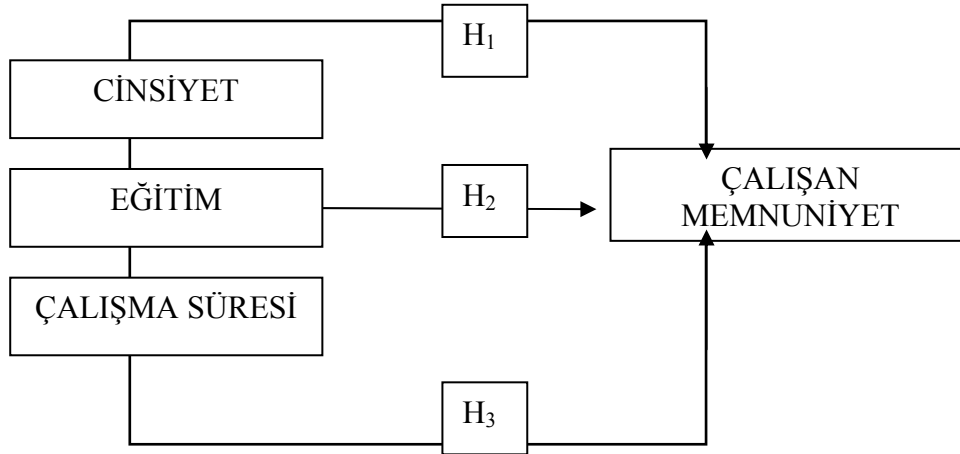 H₁
CİNSİYET
EĞİTİM
H₂
ÇALIŞAN
MEMNUNİYET
ÇALIŞMA SÜRESİ
H₃